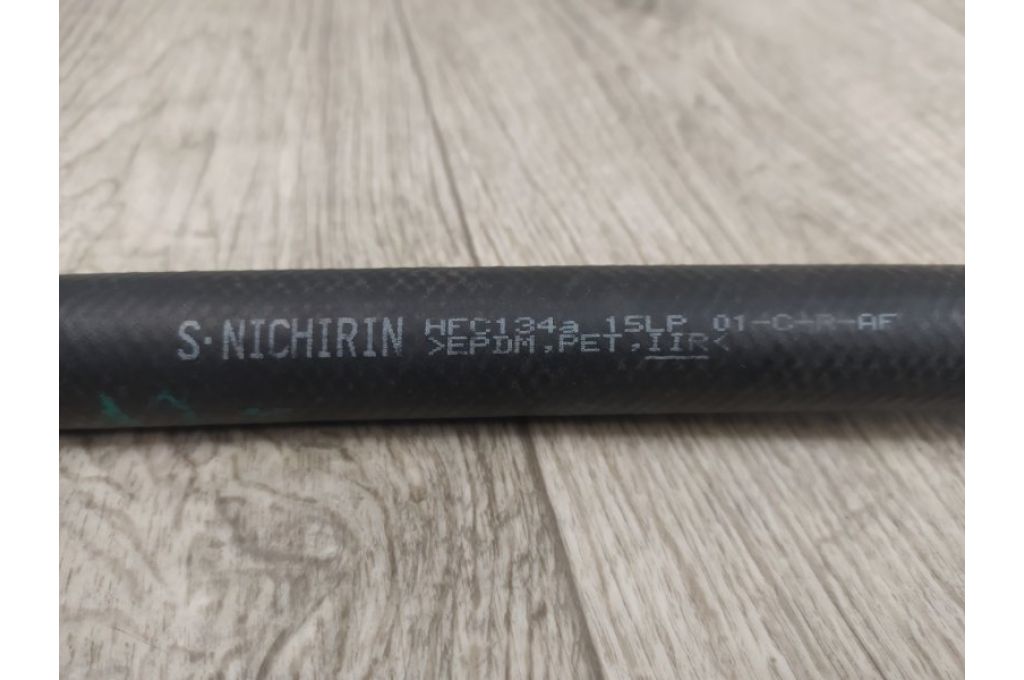 S·NICHIRIN
HFC134a 15LP 01-C-R-AF
>EPDM,PET,IIR<